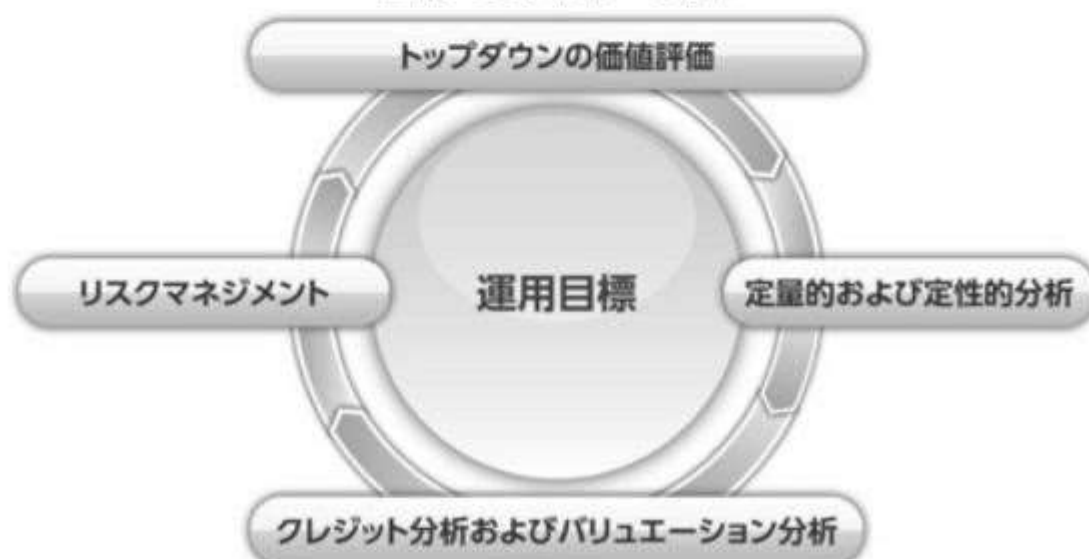 トップダウンの価値評価
リスクマネジメント
運用目標
定量的および定性的分析
クレジット分析およびバリュエーション分析